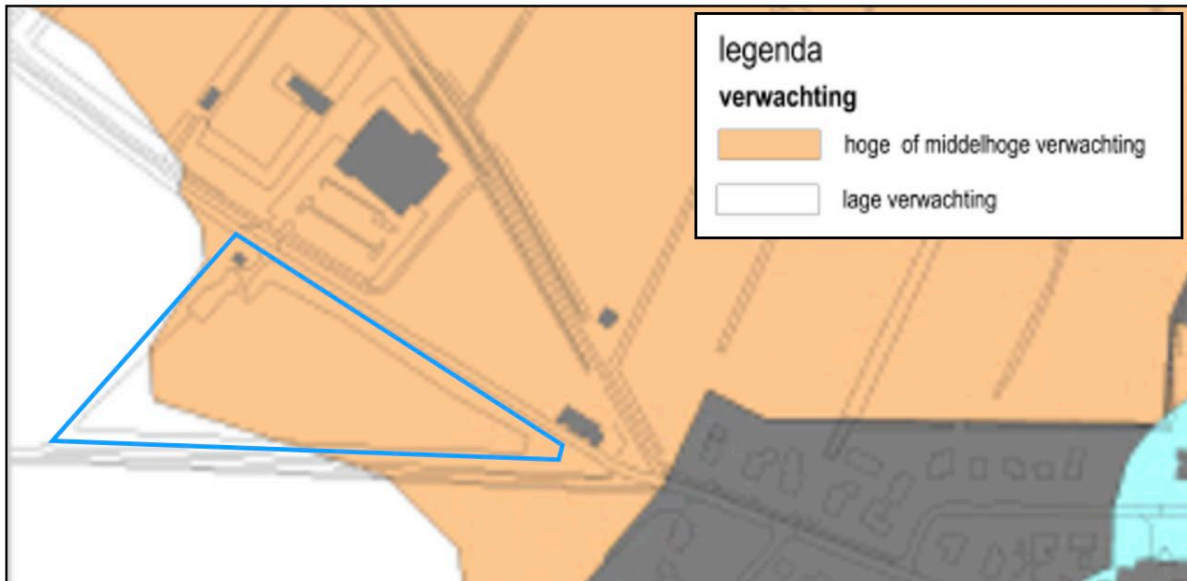 legenda
verwachting
hoge of middelhoge verwachting
lage verwachting